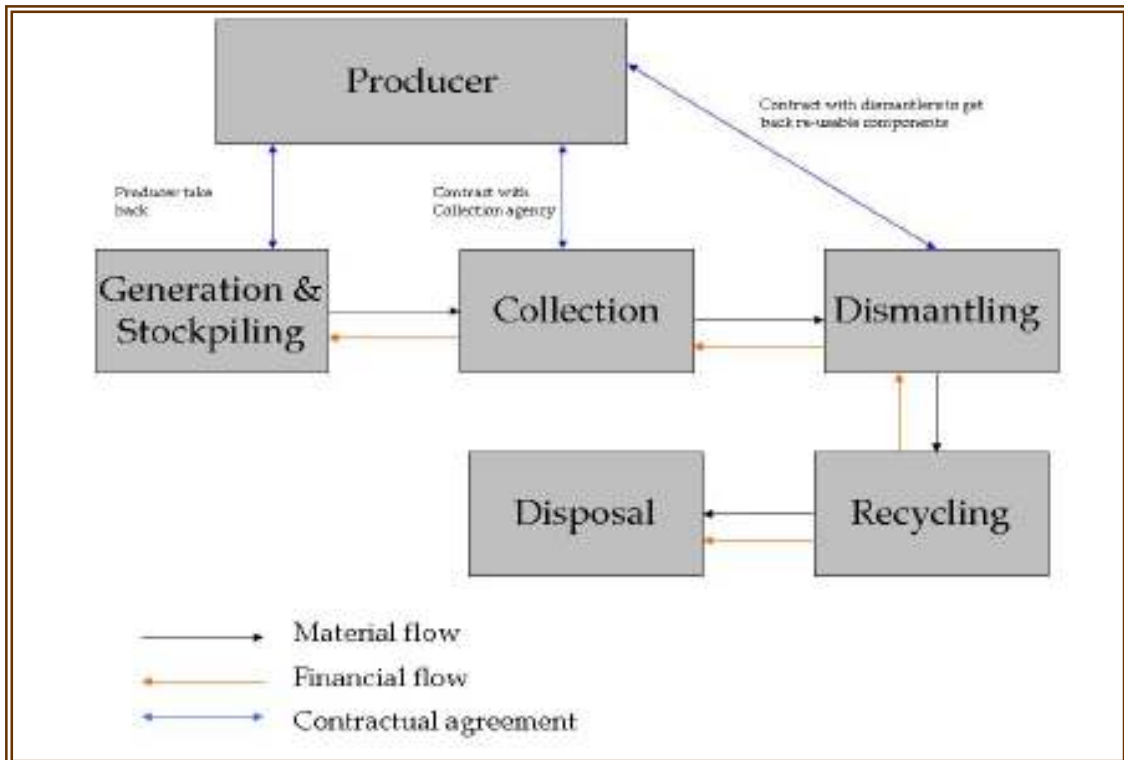 Producer
Contract with dismantlers to get
back re-usable components
Producer take
back
Contract with
Collection agency
Generation &
Stockpiling
Collection
Dismantling
Disposal
Recycling
Material flow
Financial flow
Contractual agreement